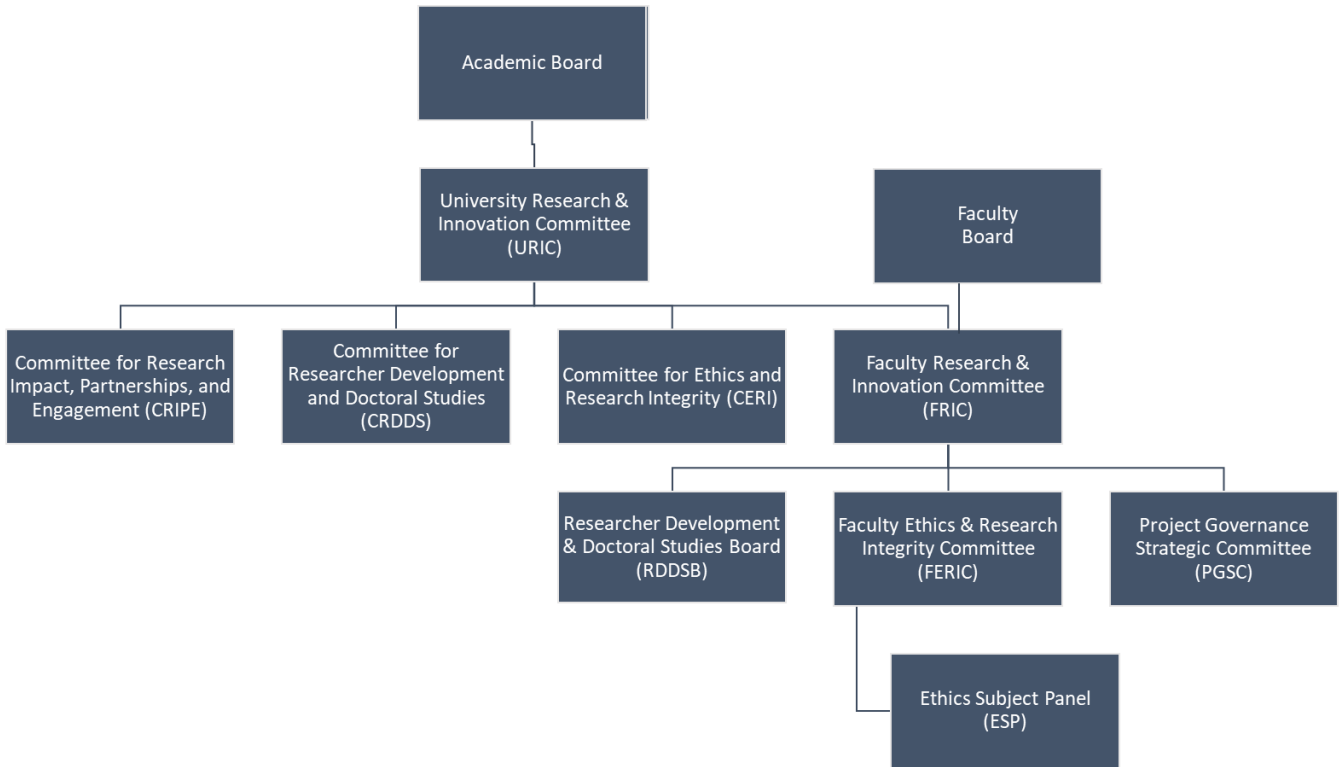 Academic Board
University Research &
Innovation Committee
(URIC)
Faculty
Board
Committee for Research
Impact, Partnerships, and
Engagement (CRIPE)
Committee for
Researcher Development
and Doctoral Studies
(CRDDS)
Committee for Ethics and
Research Integrity (CERI)
Faculty Research &
Innovation Committee
(FRIC)
Researcher Development
& Doctoral Studies Board
(RDDSB)
Faculty Ethics & Research
Integrity Committee
(FERIC)
Project Governance
Strategic Committee
(PGSC)
Ethics Subject Panel
(ESP)